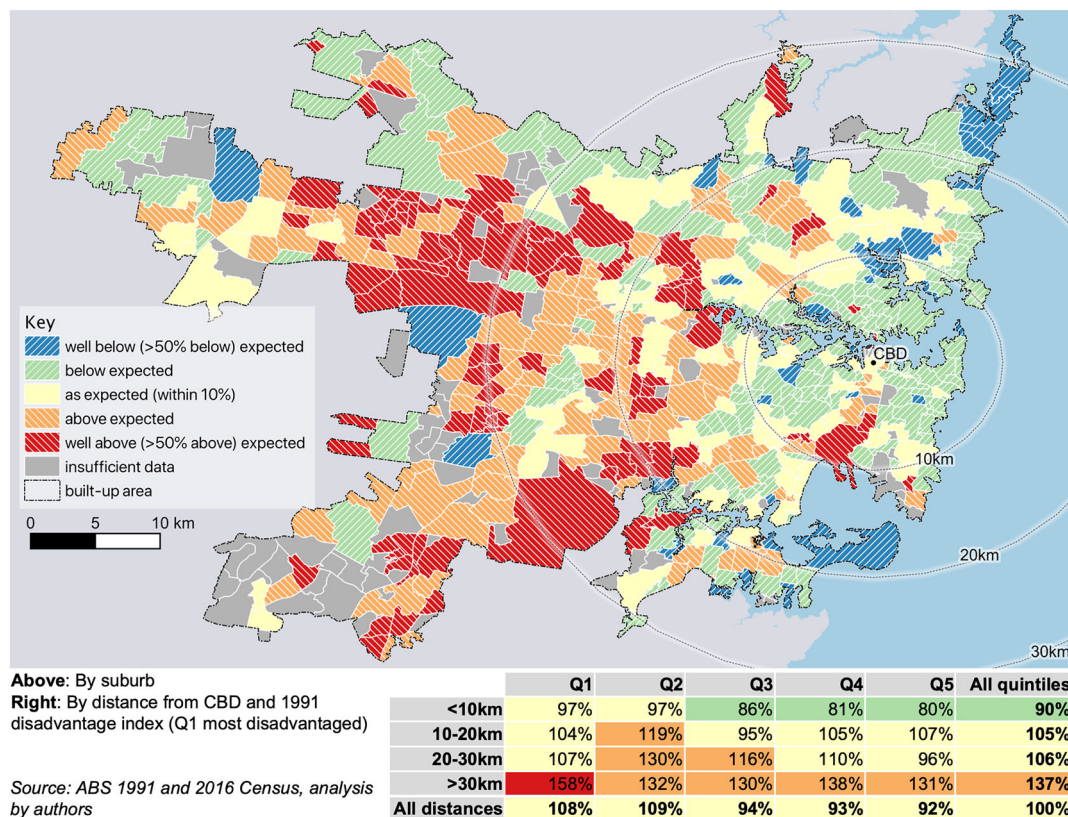 CBD
10km
20km
30km
Key
well below (>50% below) expected
below expected
as expected (within 10%)
above expected
well above (>50% above) expected
insufficient data
built-up area
0 5 10 km
Above: By suburb
Right: By distance from CBD and 1991
disadvantage index (Q1 most disadvantaged)
Source: ABS 1991 and 2016 Census, analysis
by authors
Q1 Q2 Q3 Q4 Q5 All quintiles
<10km 97% 97% 86% 81% 80% 90%
10-20km 104% 119% 95% 105% 107% 105%
20-30km 107% 130% 116% 110% 96% 106%
>30km 158% 132% 130% 138% 131% 137%
All distances 108% 109% 94% 93% 92% 100%